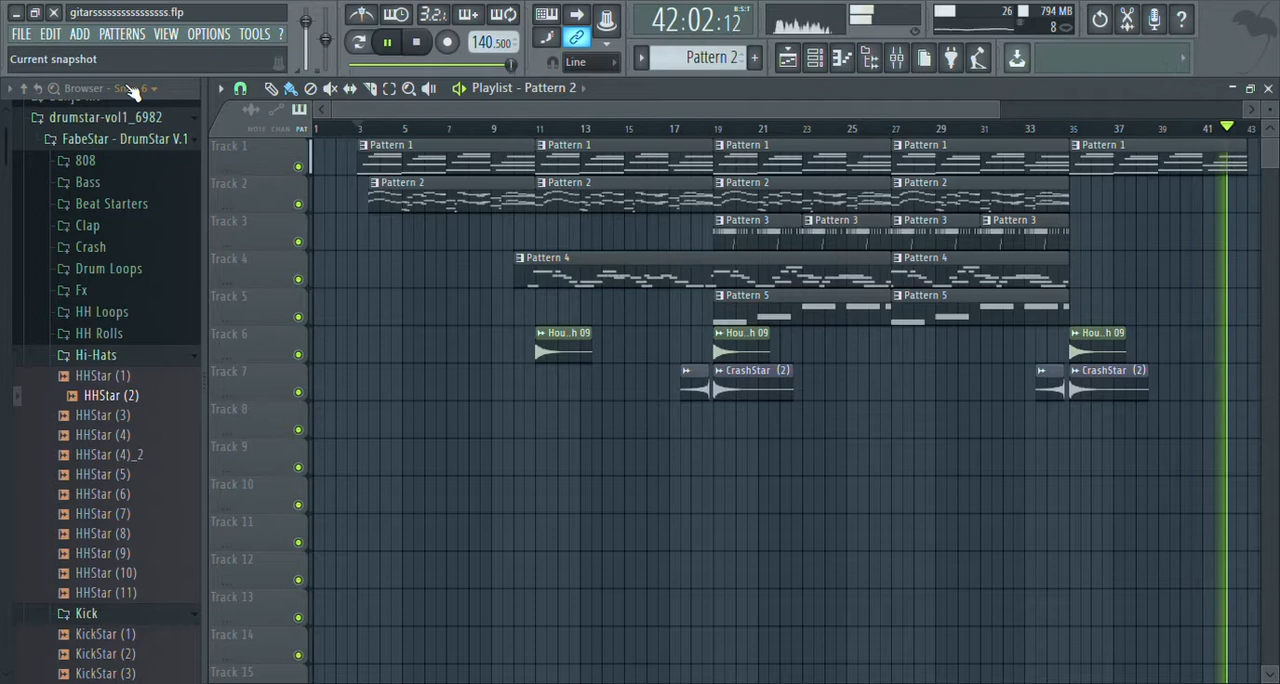 gitarsssssssssssssss.flp
FILE EDIT ADD PATTERNS VIEW OPTIONS TOOLS ?
Current snapshot
3.2.
140.500
42:02:12
B:S:T
Line
Pattern 2
26
794 MB
8
Browser - Snap 6
Playlist - Pattern 2
NOTE CHAN PAT
1 3 5 7 9 11 13 15 17 19 21 23 25 27 29 31 33 35 37 39 41 43
drumstar-vol1_6982
FabeStar - DrumStar V.1
808
Bass
Beat Starters
Clap
Crash
Drum Loops
Fx
HH Loops
HH Rolls
Hi-Hats
HHStar (1)
HHStar (2)
HHStar (3)
HHStar (4)
HHStar (4)_2
HHStar (5)
HHStar (6)
HHStar (7)
HHStar (8)
HHStar (9)
HHStar (10)
HHStar (11)
Kick
KickStar (1)
KickStar (2)
KickStar (3)
Track 1
Pattern 1 Pattern 1 Pattern 1 Pattern 1 Pattern 1
Track 2
Pattern 2 Pattern 2 Pattern 2 Pattern 2
Track 3
Pattern 3 Pattern 3 Pattern 3 Pattern 3
Track 4
Pattern 4 Pattern 4
Track 5
Pattern 5 Pattern 5
Track 6
Hou..h 09 Hou..h 09 Hou..h 09
Track 7
CrashStar (2) CrashStar (2)
Track 8
Track 9
Track 10
Track 11
Track 12
Track 13
Track 14
Track 15